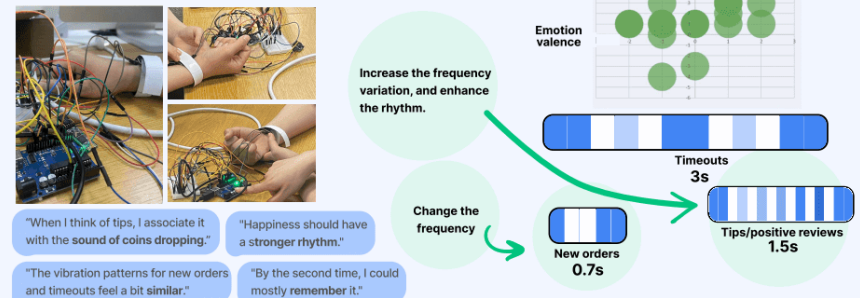 Emotion
valence
Increase the frequency
variation, and enhance
the rhythm.
Timeouts
3s
Change the
frequency
Tips/positive reviews
1.5s
New orders
0.7s
"When I think of tips, I associate it
with the sound of coins dropping."
"Happiness should have
a stronger rhythm."
"The vibration patterns for new orders
and timeouts feel a bit similar."
"By the second time, I could
mostly remember it."